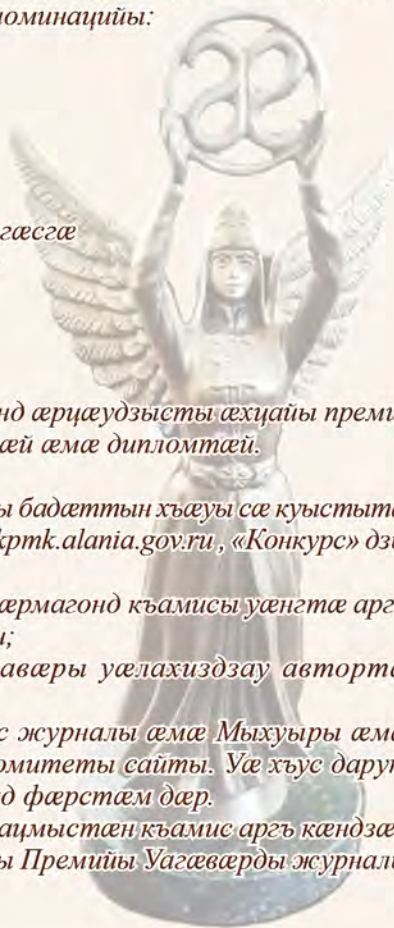 номинацийы:
гæсгæ
нд æрцæудзысты æхцайы преми
æй æмæ дипломтæй.
ы бадæттын хъæуы сæ куыстыт
kpmk.alania.gov.ru , «Конкурс» дз
æрмагонд къамисы уæнгтæ арг
и;
авæры уæлахиздзау авторт
с журналы æмæ Мыхуыры æм
омитеты сайты. Уæ хъус дару
д фæрстæм дæр.
ацмыстæн къамис аргъ кæндзæ
ы Премийы Уагæвæрды журнал